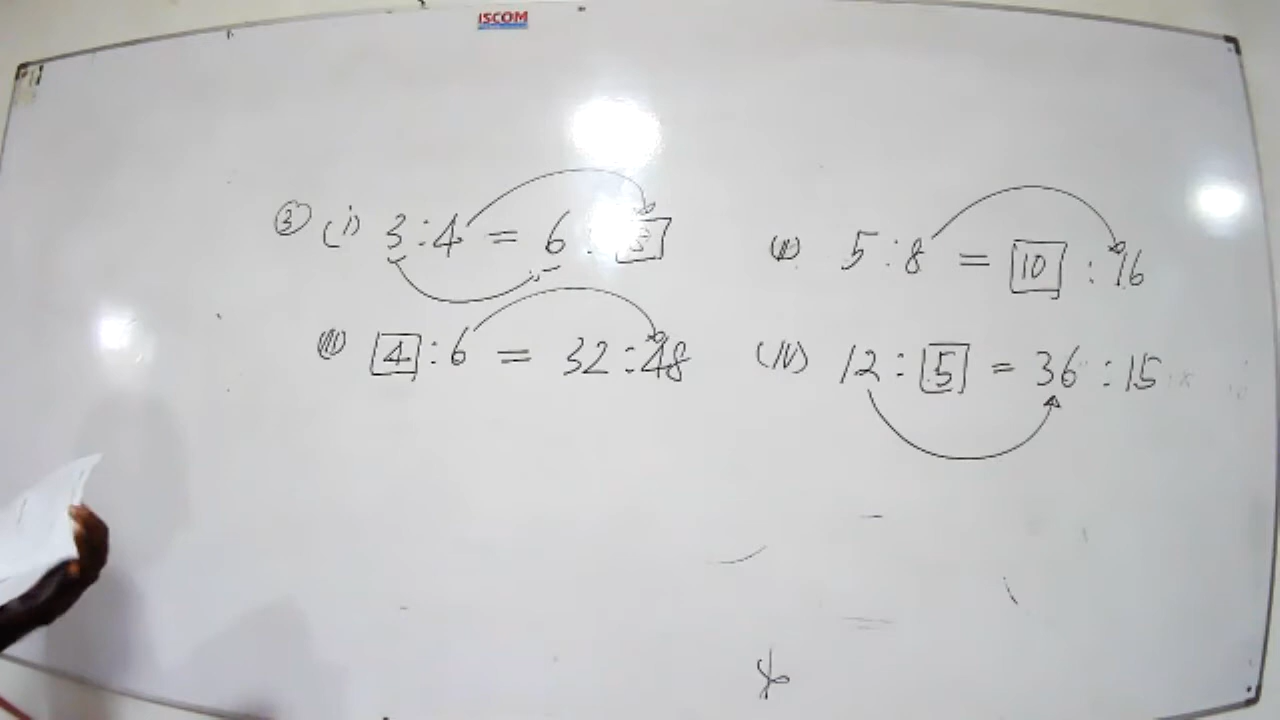 ISCOM
③ (i) 3 : 4 = 6 :
(ii) 5 : 8 = 10 : 16
(iii) 4 : 6 = 32 : 48
(iv) 12 : 5 = 36 : 15